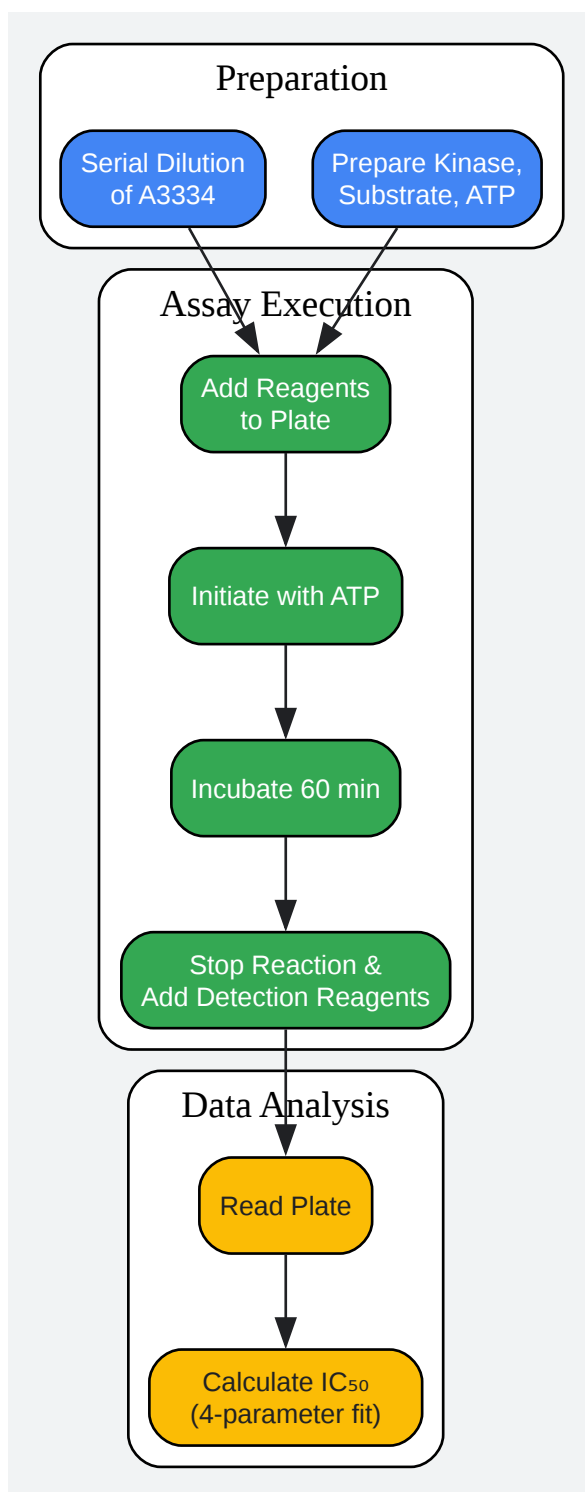 Preparation
Serial Dilution
of A3334
Prepare Kinase,
Substrate, ATP
Assay Execution
Add Reagents
to Plate
Initiate with ATP
Incubate 60 min
Stop Reaction &
Add Detection Reagents
Data Analysis
Read Plate
Calculate IC₅₀
(4-parameter fit)